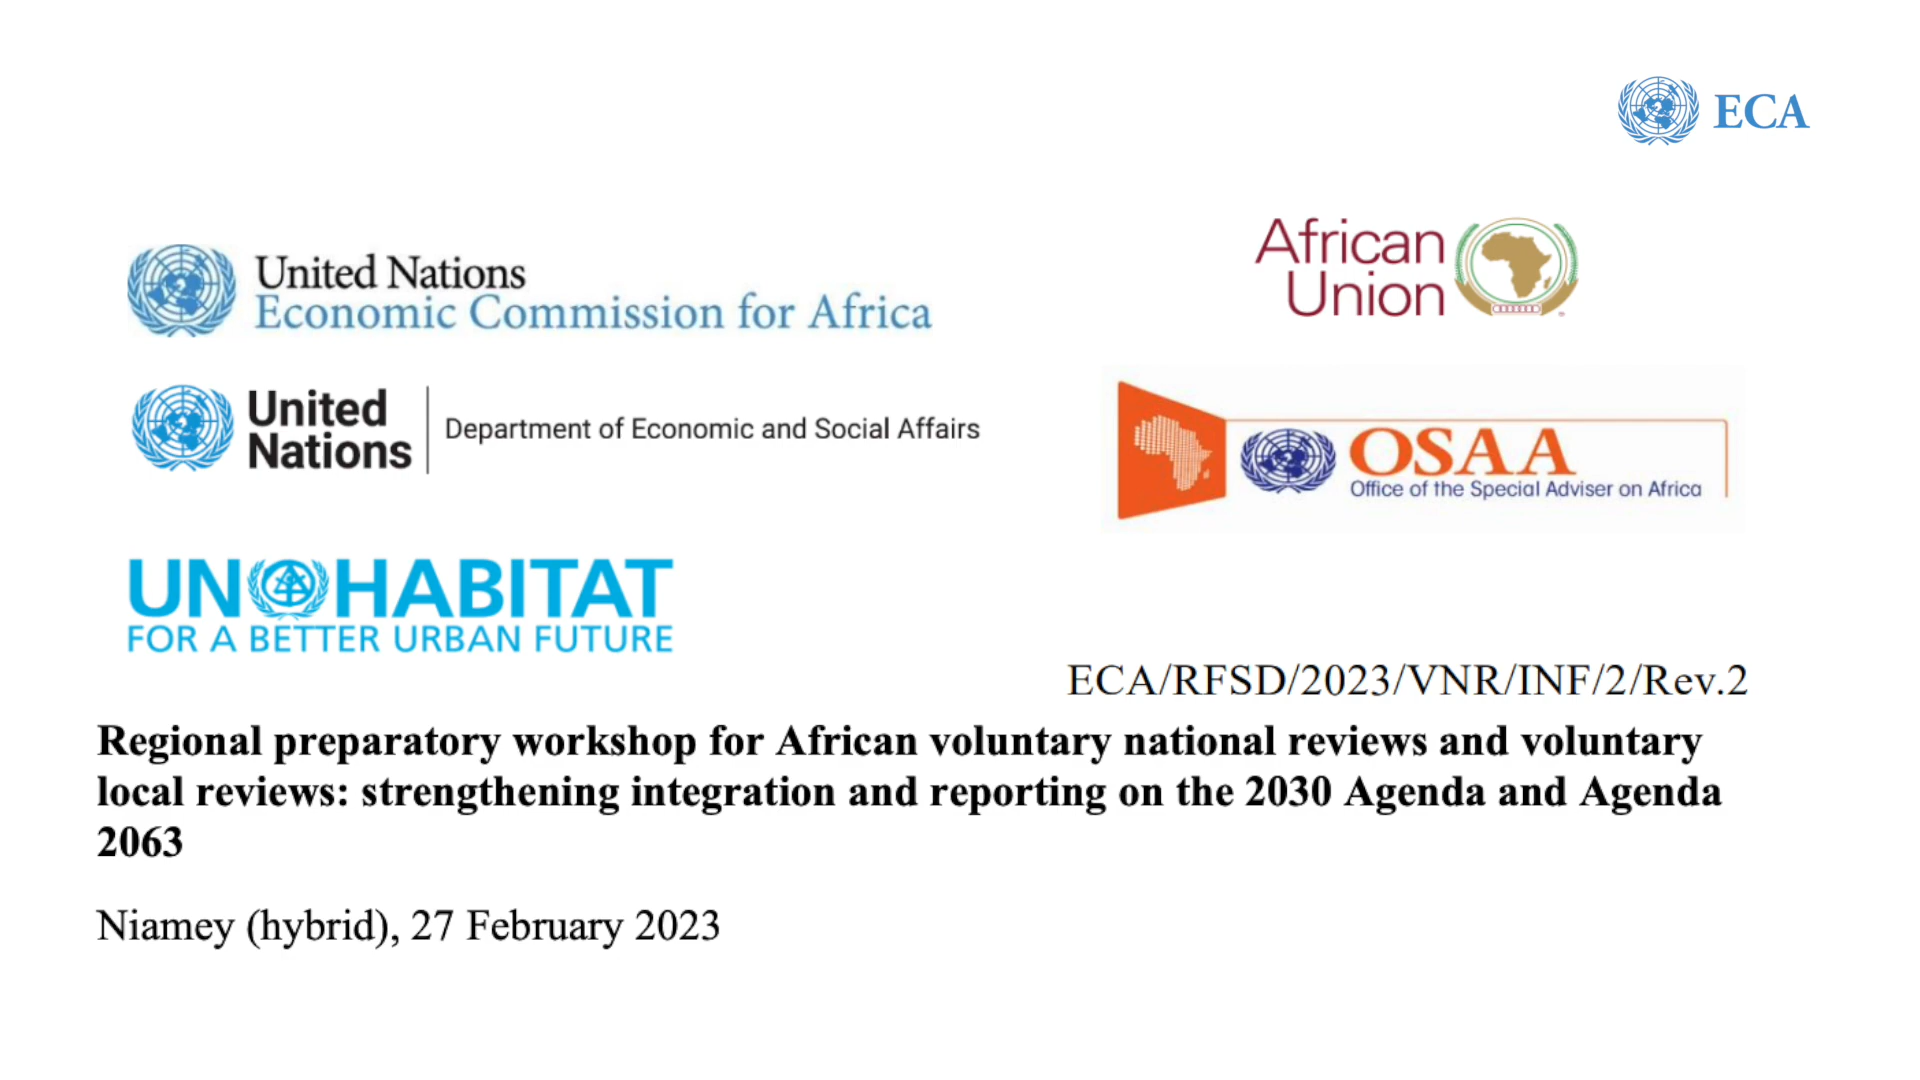 ECA
African
Union
United Nations
Economic Commission for Africa
United
Nations
Department of Economic and Social Affairs
OSAA
Office of the Special Adviser on Africa
UN HABITAT
FOR A BETTER URBAN FUTURE
ECA/RFSD/2023/VNR/INF/2/Rev.2
Regional preparatory workshop for African voluntary national reviews and voluntary
local reviews: strengthening integration and reporting on the 2030 Agenda and Agenda
2063
Niamey (hybrid), 27 February 2023